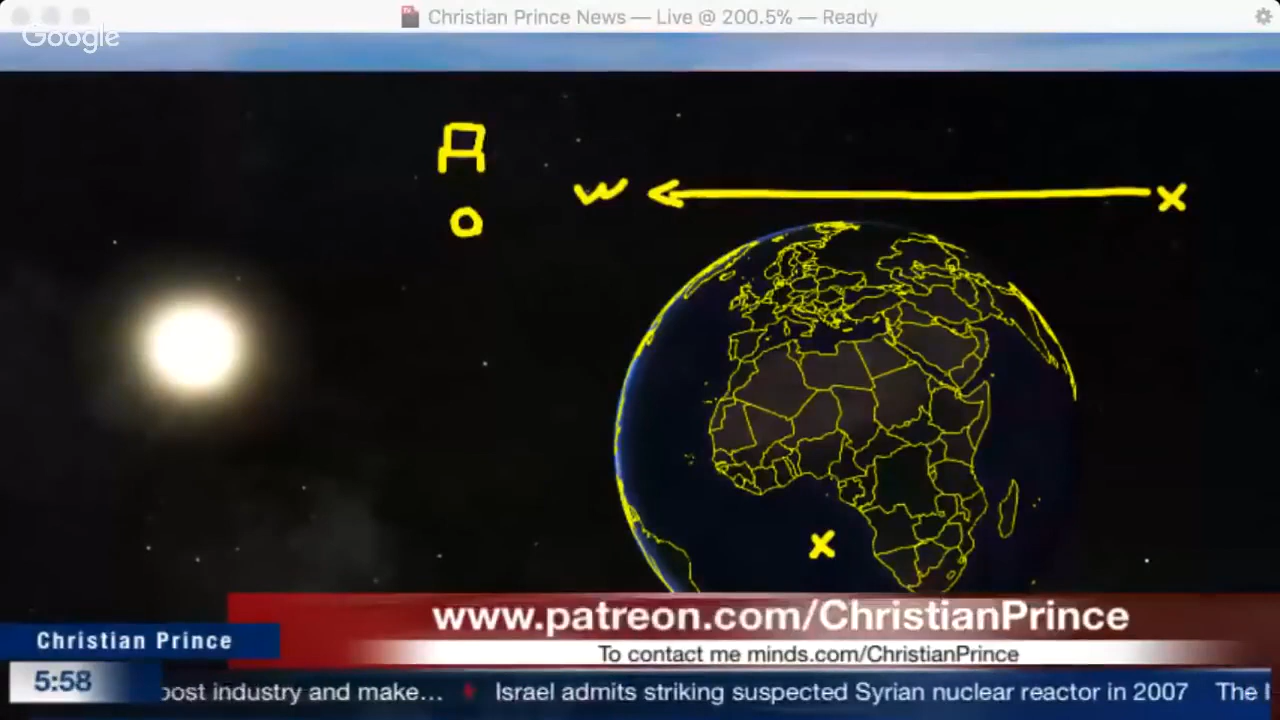 Christian Prince News — Live @ 200.5% — Ready
Google
W
X
X
www.patreon.com/ChristianPrince
Christian Prince
To contact me minds.com/ChristianPrince
5:58
oost industry and make... Israel admits striking suspected Syrian nuclear reactor in 2007 The